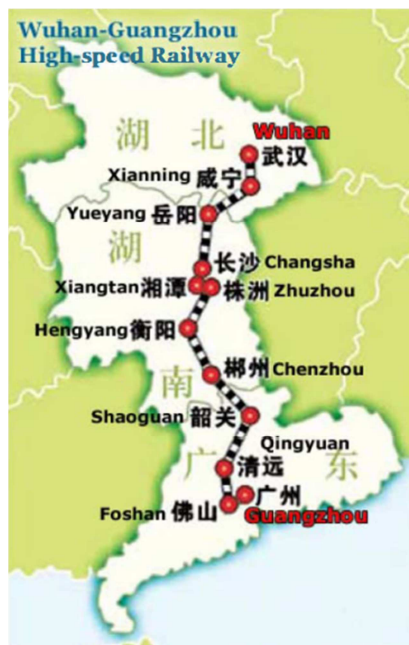 Wuhan-Guangzhou
High-speed Railway
湖北
Wuhan
武汉
Xianning 咸宁
Yueyang 岳阳
湖
长沙 Changsha
Xiangtan 湘潭
株洲 Zhuzhou
Hengyang 衡阳
郴州 Chenzhou
南
Shaoguan 韶关
Qingyuan
广 清远 东
广州
Foshan 佛山 Guangzhou